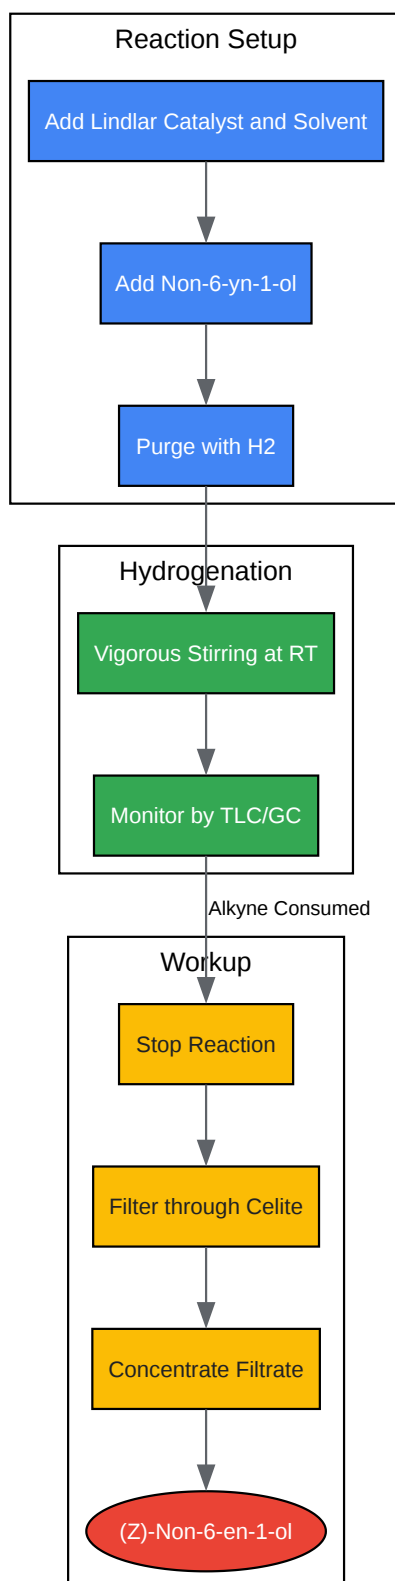 Reaction Setup
Add Lindlar Catalyst and Solvent
Add Non-6-yn-1-ol
Purge with H2
Hydrogenation
Vigorous Stirring at RT
Monitor by TLC/GC
Alkyne Consumed
Workup
Stop Reaction
Filter through Celite
Concentrate Filtrate
(Z)-Non-6-en-1-ol